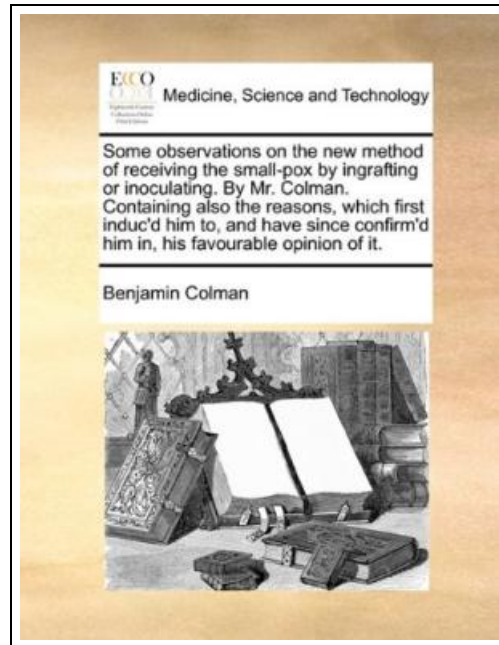 ECCO
Medicine, Science and Technology
Some observations on the new method
of receiving the small-pox by ingrafting
or inoculating. By Mr. Colman.
Containing also the reasons, which first
induc'd him to, and have since confirm'd
him in, his favourable opinion of it.
Benjamin Colman